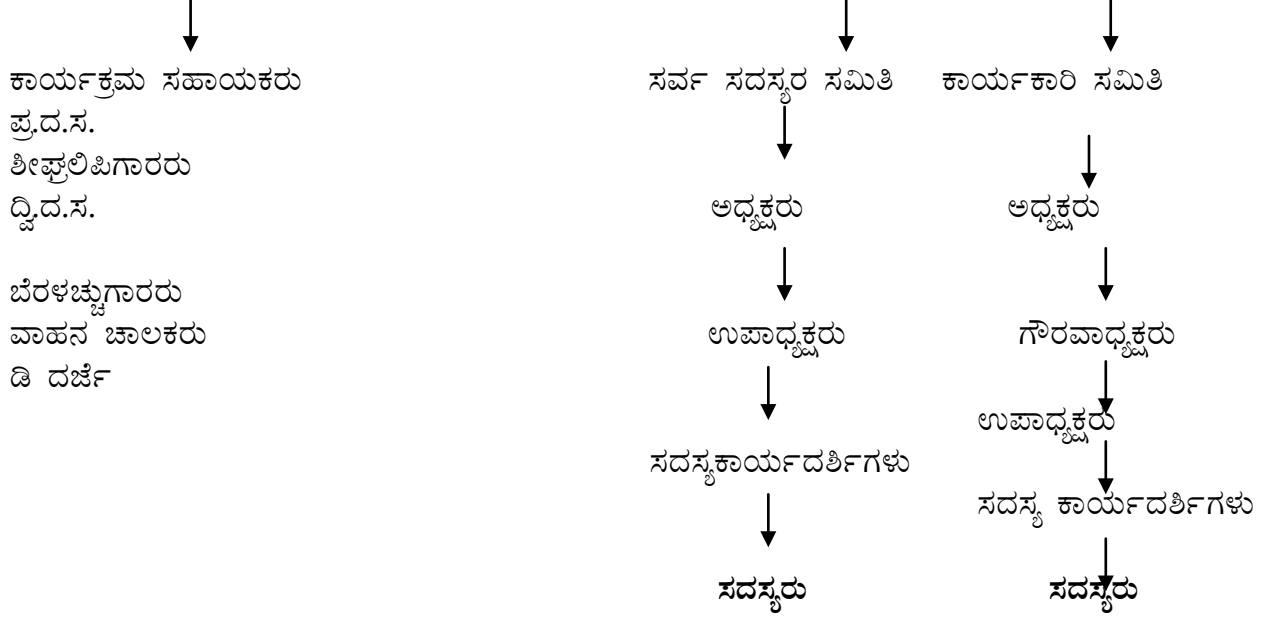 ಕಾರ್ಯಕ್ರಮ ಸಹಾಯಕರು
ಪ್ರ.ದ.ಸ.
ಶೀಘ್ರಲಿಪಿಗಾರರು
ದ್ವಿ.ದ.ಸ.
ಬೆರಳಚ್ಚುಗಾರರು
ವಾಹನ ಚಾಲಕರು
ಡಿ ದರ್ಜೆ
ಸರ್ವ ಸದಸ್ಯರ ಸಮಿತಿ
ಅಧ್ಯಕ್ಷರು
ಉಪಾಧ್ಯಕ್ಷರು
ಸದಸ್ಯಕಾರ್ಯದರ್ಶಿಗಳು
ಸದಸ್ಯರು
ಕಾರ್ಯಕಾರಿ ಸಮಿತಿ
ಅಧ್ಯಕ್ಷರು
ಗೌರವಾಧ್ಯಕ್ಷರು
ಉಪಾಧ್ಯಕ್ಷರು
ಸದಸ್ಯ ಕಾರ್ಯದರ್ಶಿಗಳು
ಸದಸ್ಯರು